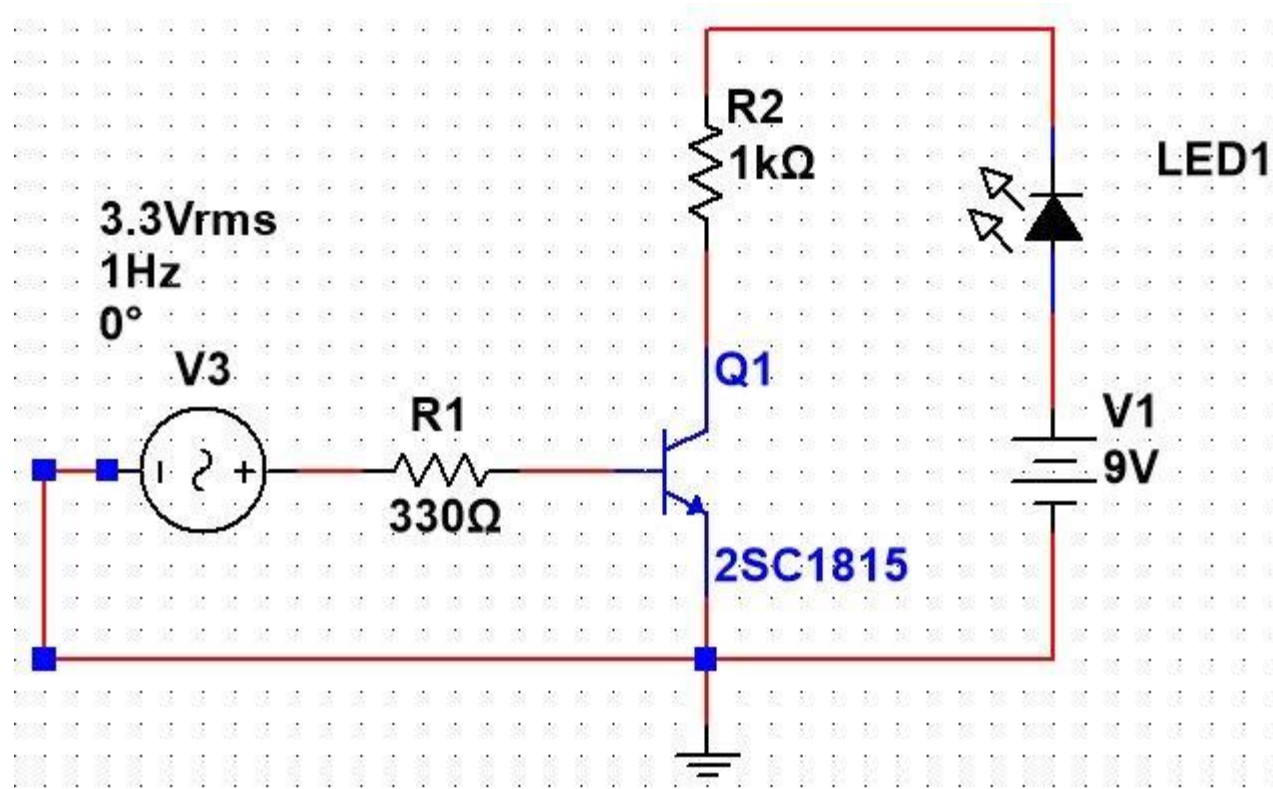 R2
1kΩ
LED1
3.3Vrms
1Hz
0°
V3
R1
330Ω
Q1
2SC1815
V1
9V